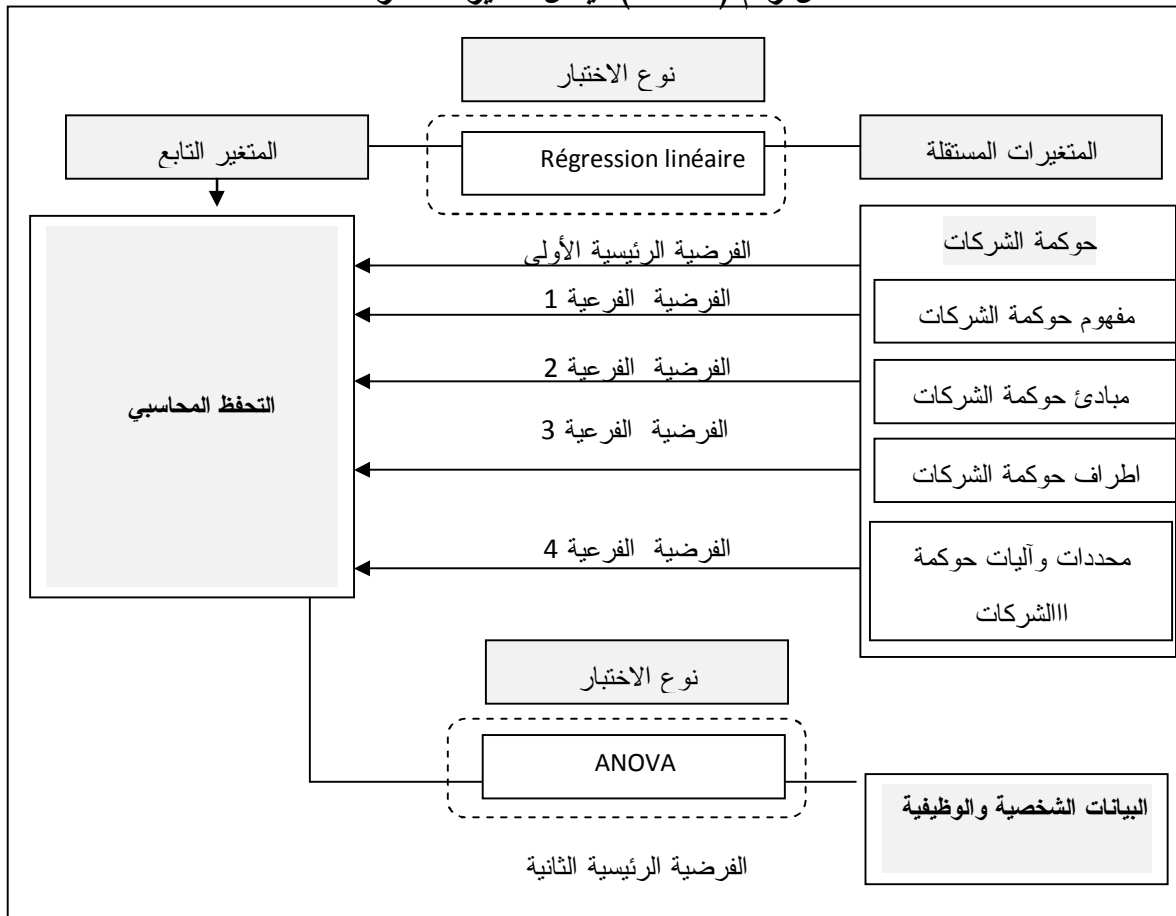 نوع الاختبار
المتغيرات المستقلة
Régression linéaire
المتغير التابع
حوكمة الشركات
الفرضية الرئيسية الأولى
الفرضية الفرعية 1
مفهوم حوكمة الشركات
الفرضية الفرعية 2
مبادئ حوكمة الشركات
التحفظ المحاسبي
الفرضية الفرعية 3
اطراف حوكمة الشركات
الفرضية الفرعية 4
محددات وآليات حوكمة
االشركات
نوع الاختبار
ANOVA
البيانات الشخصية والوظيفية
الفرضية الرئيسية الثانية